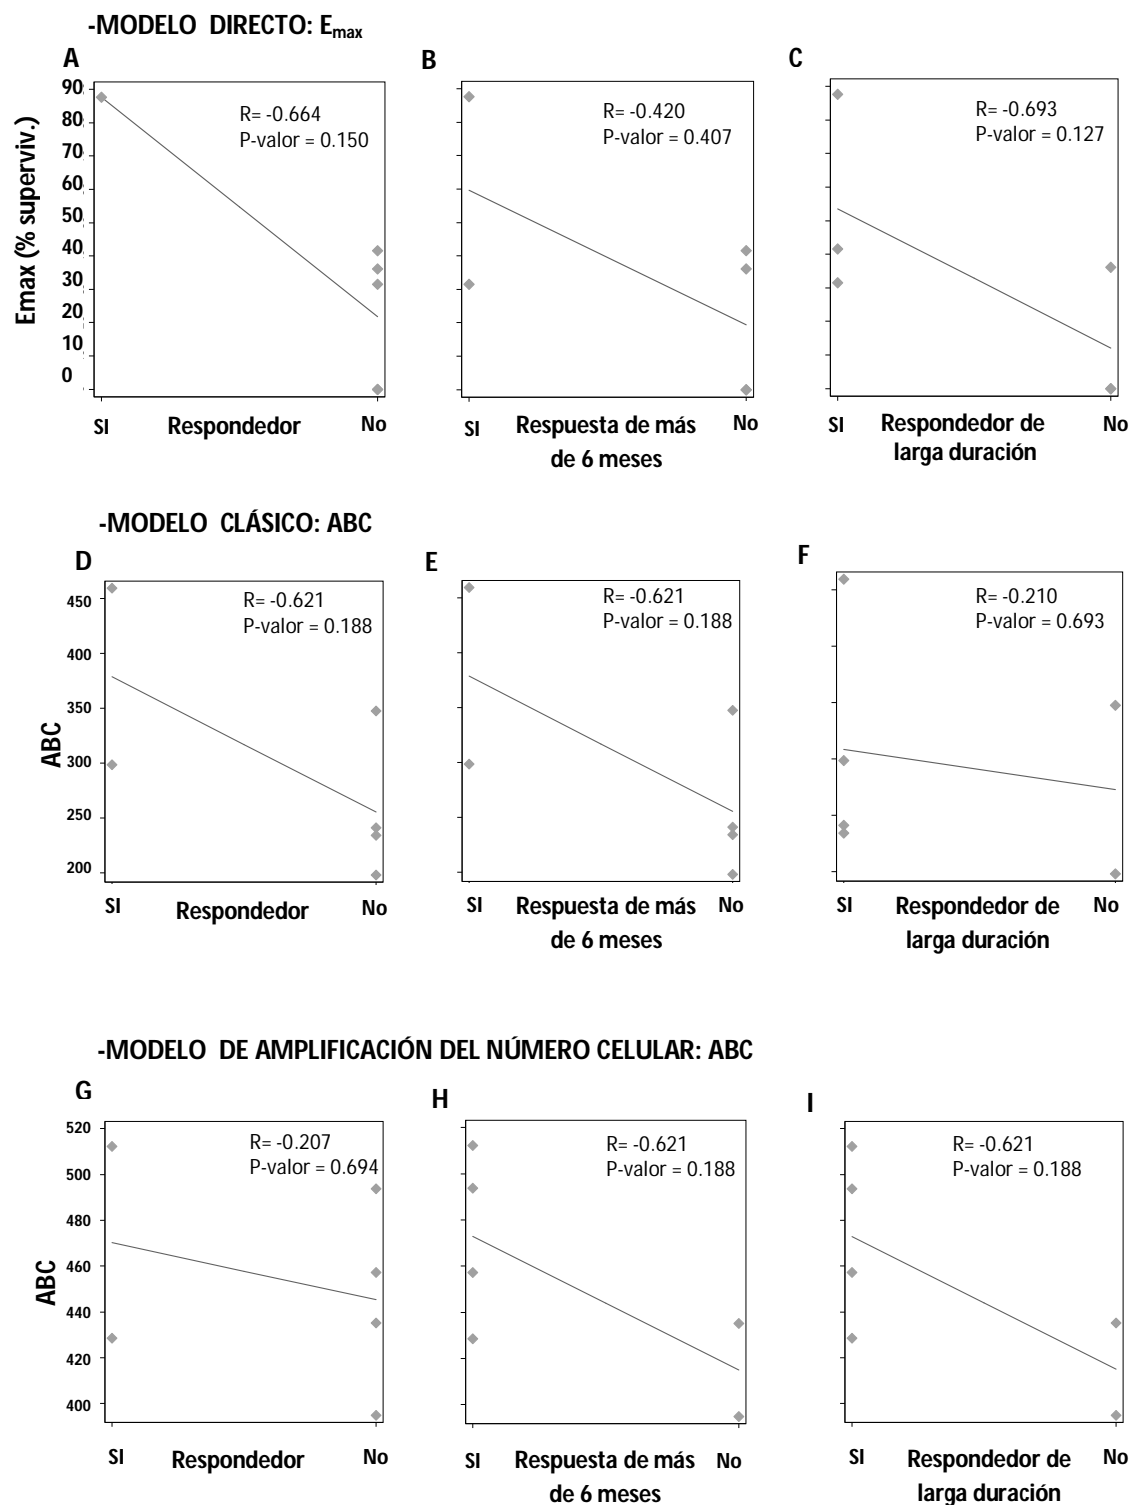 -MODELO DIRECTO: Emax
A
B
C
90
80
70
60
50
40
30
20
10
0
Emax (% superviv.)
R= -0.664
P-valor = 0.150
R= -0.420
P-valor = 0.407
R= -0.693
P-valor = 0.127
SI Respondedor No
SI Respuesta de más No
de 6 meses
SI Respondedor de No
larga duración
-MODELO CLÁSICO: ABC
D
E
F
450
400
350
300
250
200
ABC
R= -0.621
P-valor = 0.188
R= -0.621
P-valor = 0.188
R= -0.210
P-valor = 0.693
SI Respondedor No
SI Respuesta de más No
de 6 meses
SI Respondedor de No
larga duración
-MODELO DE AMPLIFICACIÓN DEL NÚMERO CELULAR: ABC
G
H
I
520
500
480
460
440
420
400
ABC
R= -0.207
P-valor = 0.694
R= -0.621
P-valor = 0.188
R= -0.621
P-valor = 0.188
SI Respondedor No
SI Respuesta de más No
de 6 meses
SI Respondedor de No
larga duración